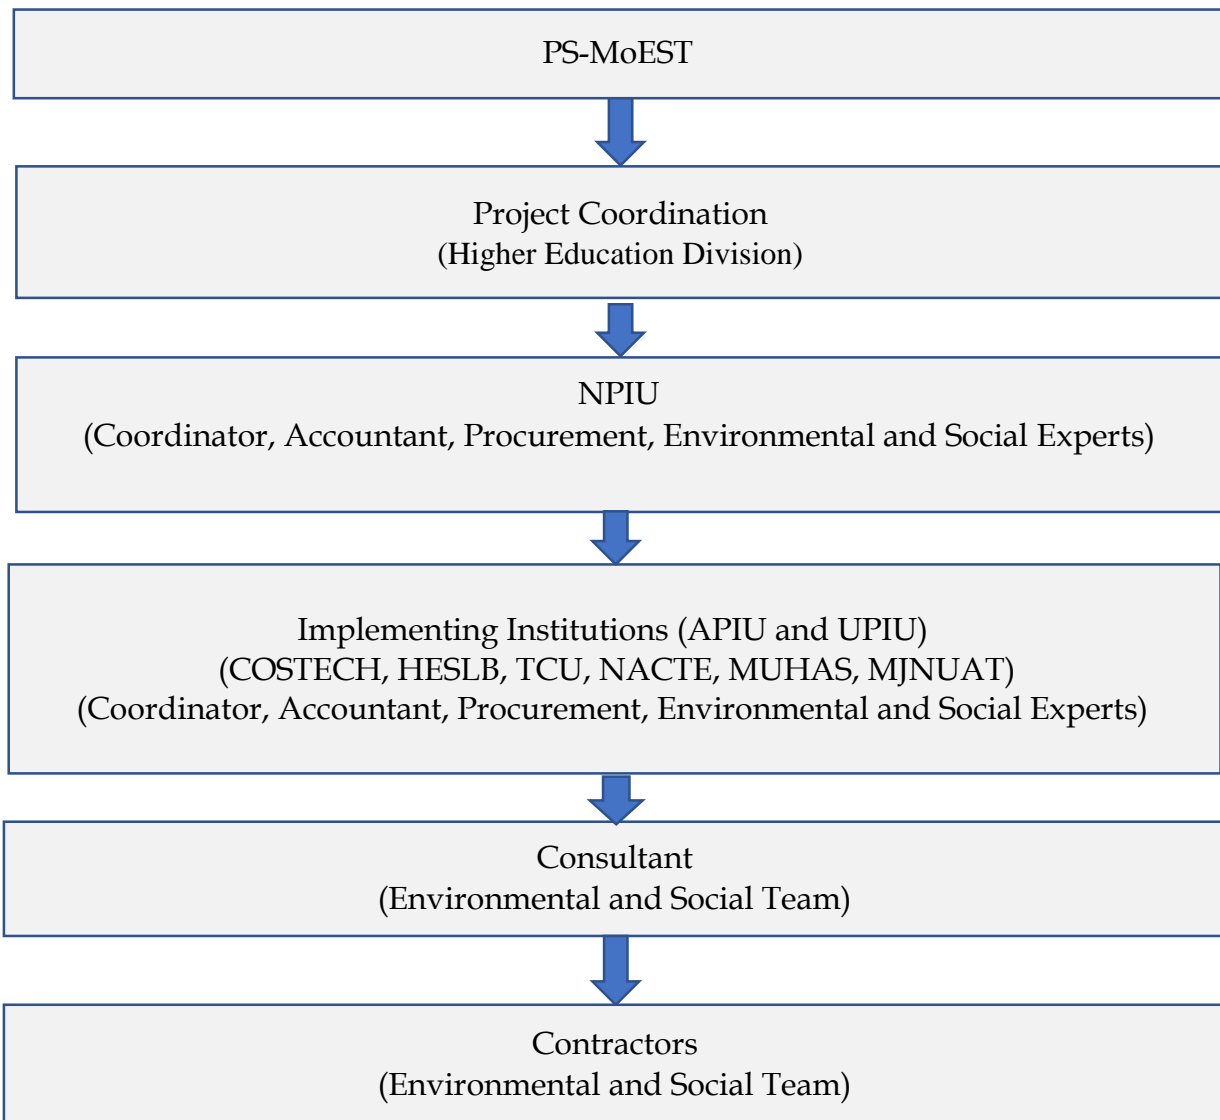 PS-MoEST
Project Coordination
(Higher Education Division)
NPIU
(Coordinator, Accountant, Procurement, Environmental and Social Experts)
Implementing Institutions (APIU and UPIU)
(COSTECH, HESLB, TCU, NACTE, MUHAS, MJNUAT)
(Coordinator, Accountant, Procurement, Environmental and Social Experts)
Consultant
(Environmental and Social Team)
Contractors
(Environmental and Social Team)